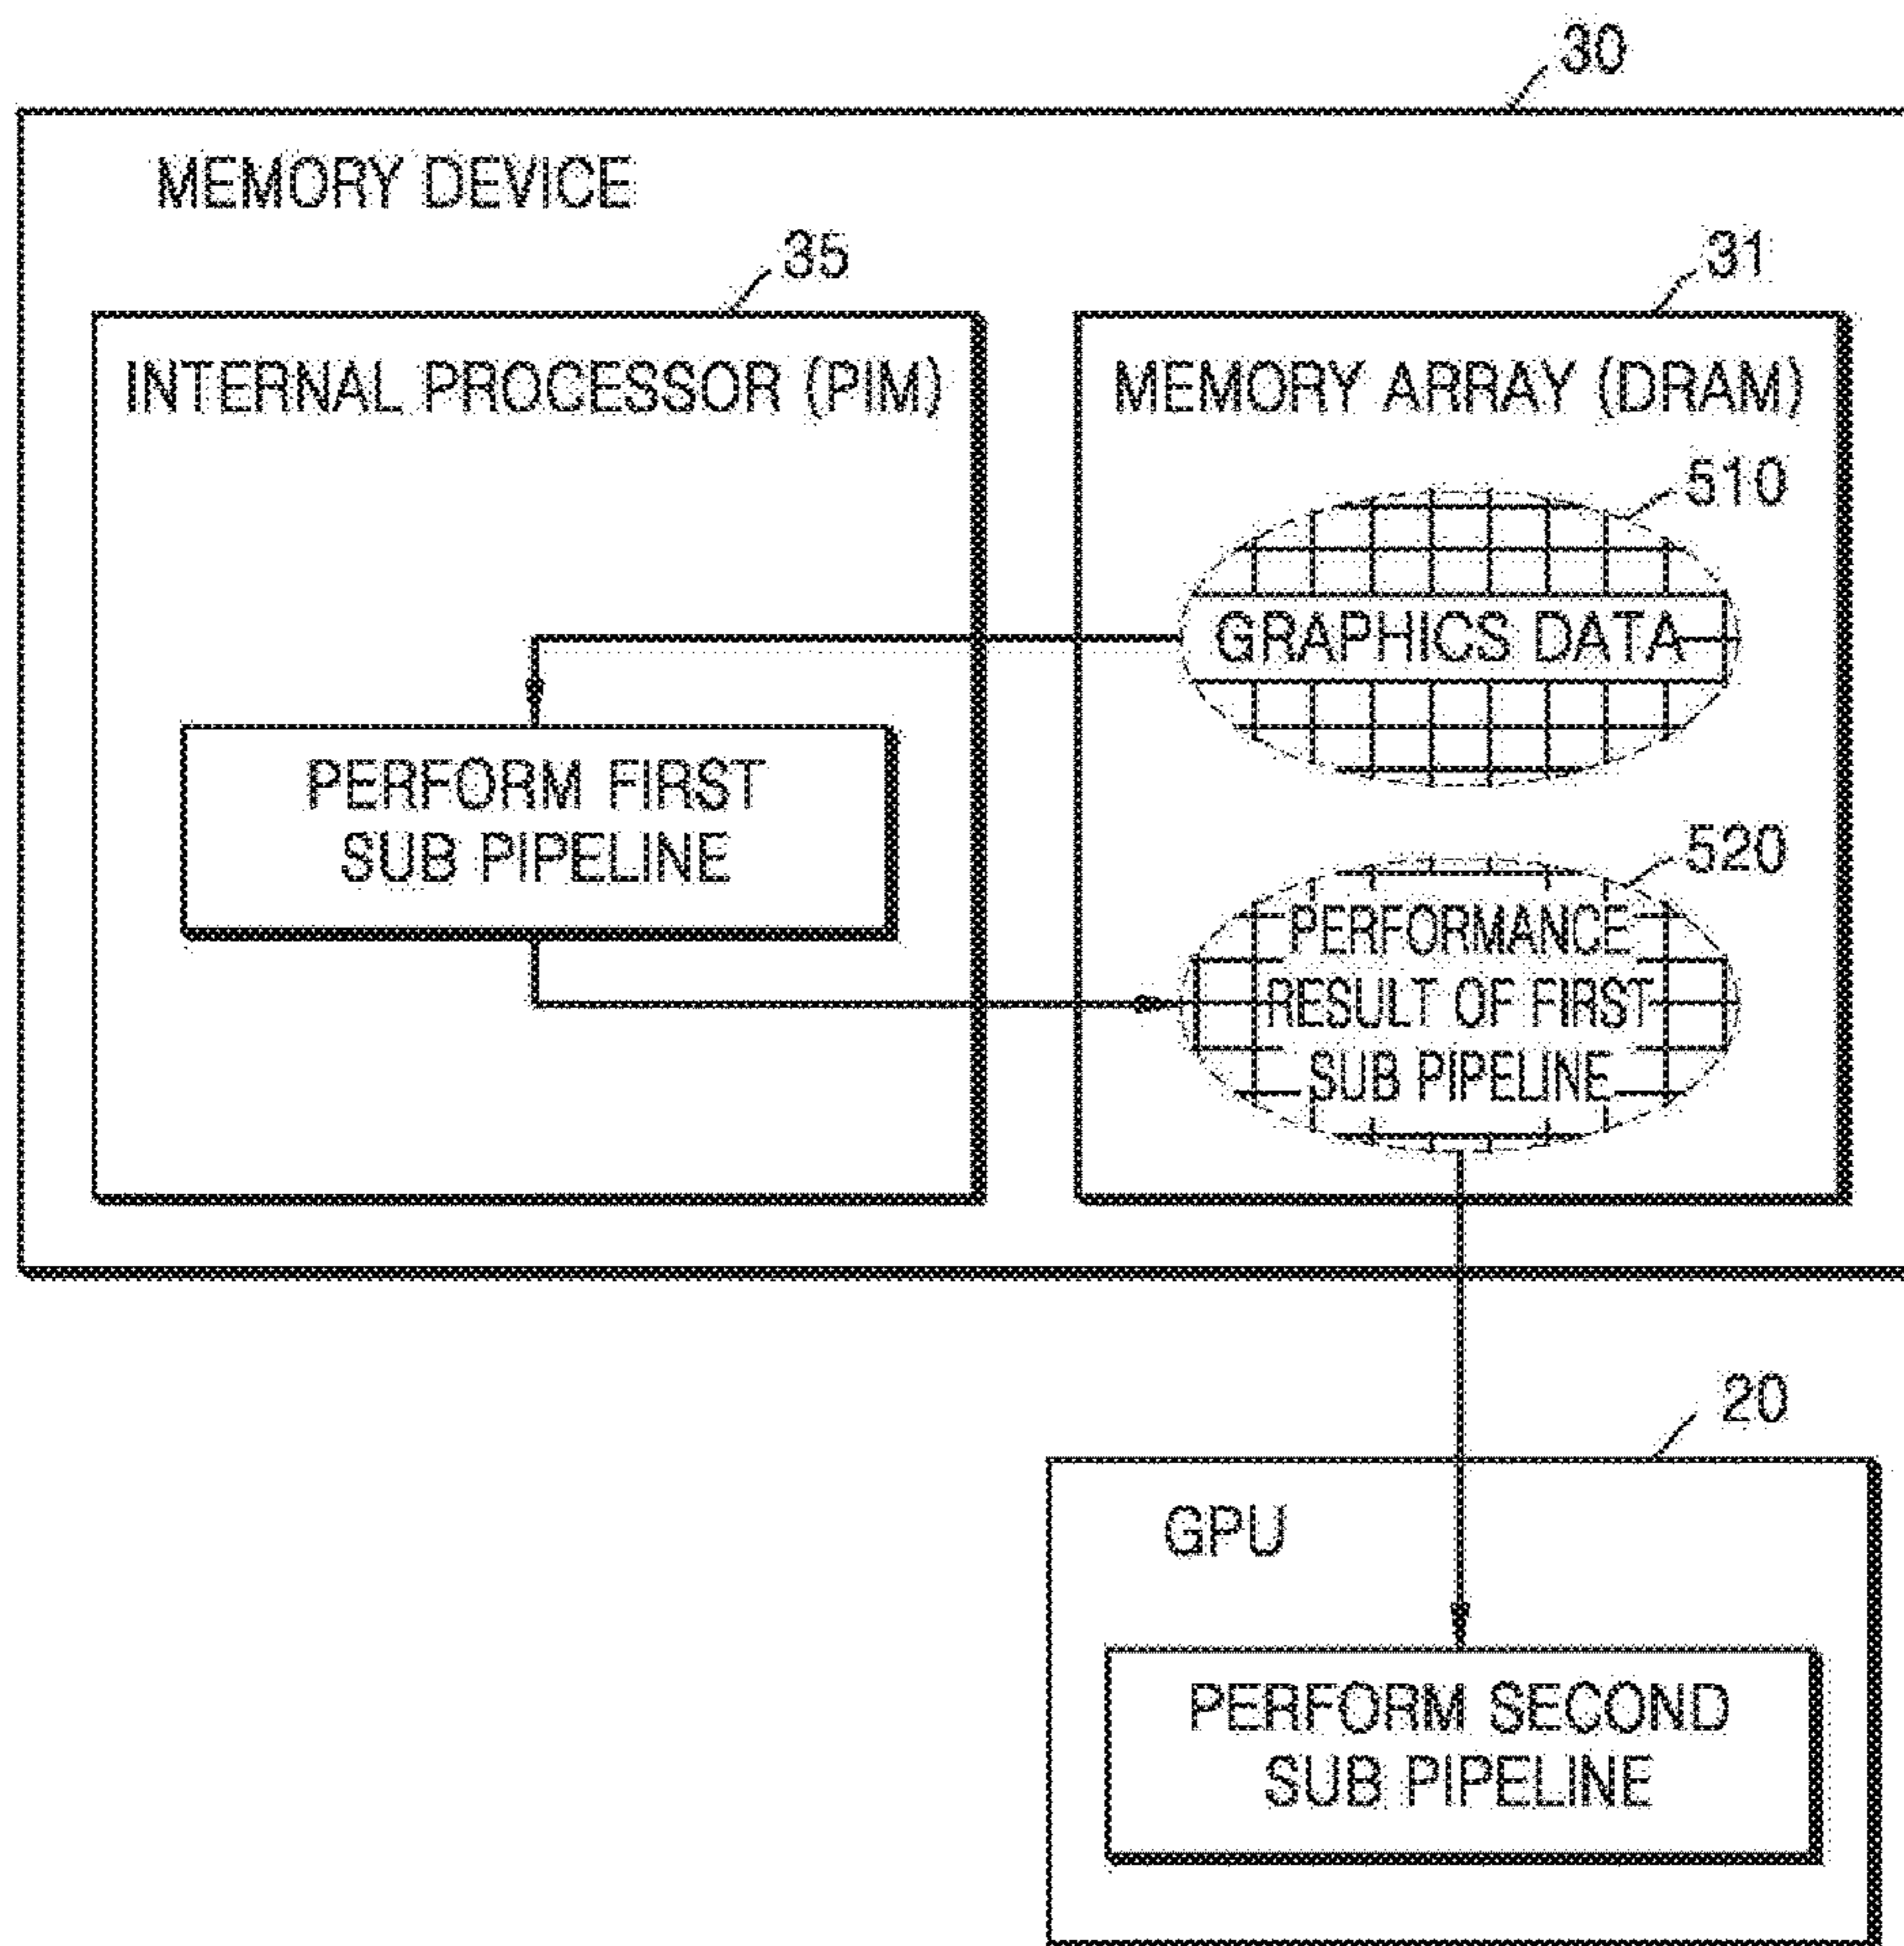 30
MEMORY DEVICE
35
31
INTERNAL PROCESSOR (PIM)
MEMORY ARRAY (DRAM)
510
GRAPHICS DATA
PERFORM FIRST
SUB PIPELINE
520
PERFORMANCE
RESULT OF FIRST
SUB PIPELINE
20
GPU
PERFORM SECOND
SUB PIPELINE